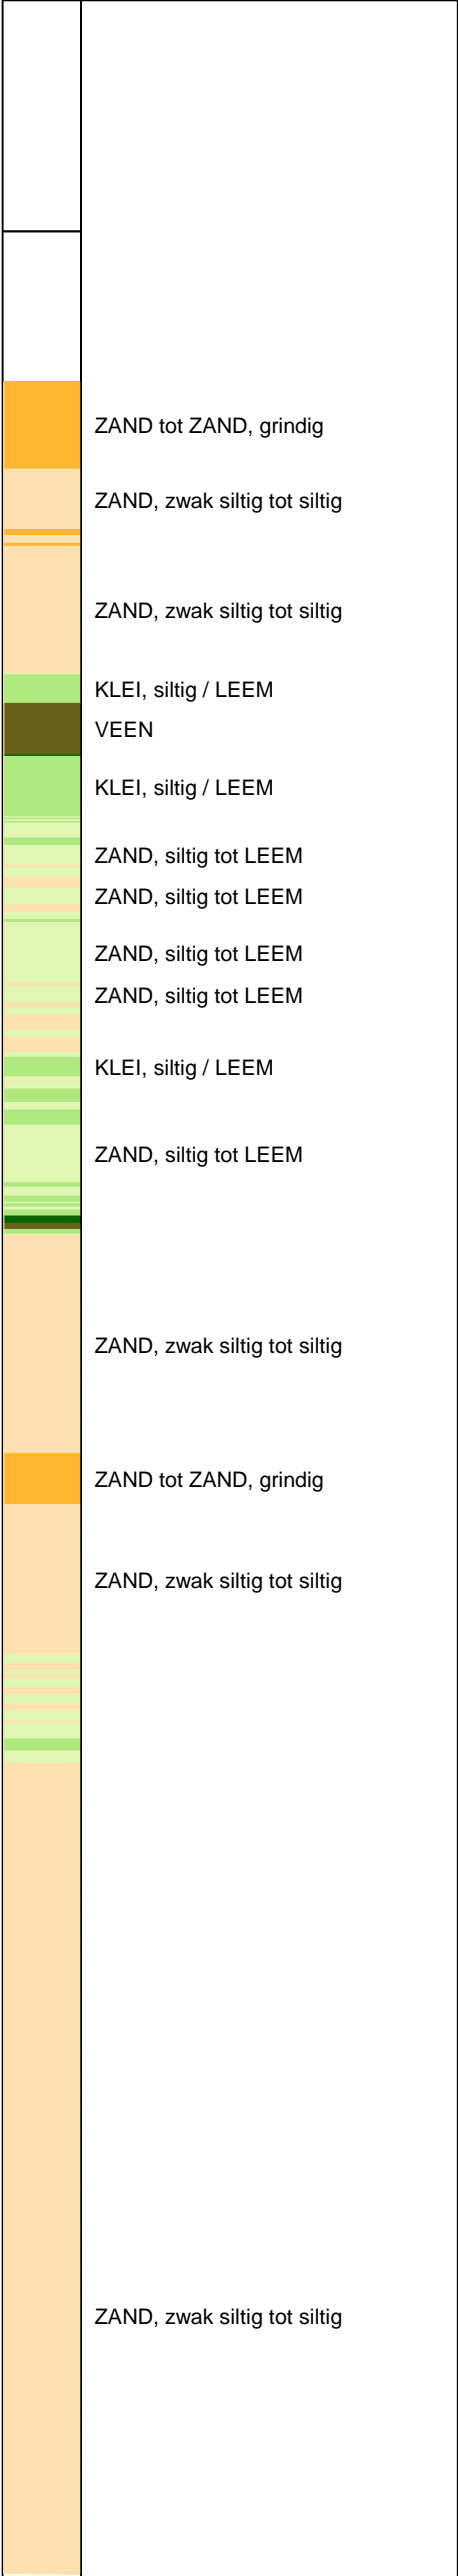 ZAND tot ZAND, grindig
ZAND, zwak siltig tot siltig
ZAND, zwak siltig tot siltig
KLEI, siltig / LEEM
VEEN
KLEI, siltig / LEEM
ZAND, siltig tot LEEM
ZAND, siltig tot LEEM
ZAND, siltig tot LEEM
ZAND, siltig tot LEEM
KLEI, siltig / LEEM
ZAND, siltig tot LEEM
ZAND, zwak siltig tot siltig
ZAND tot ZAND, grindig
ZAND, zwak siltig tot siltig
ZAND, zwak siltig tot siltig